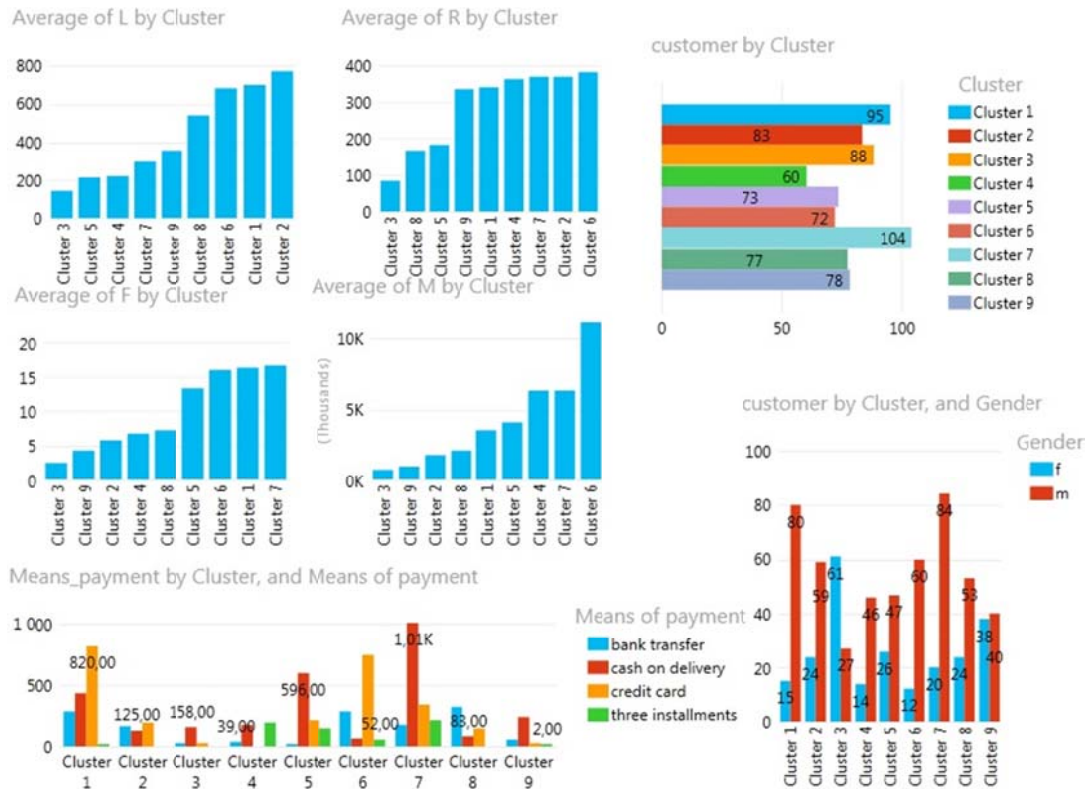 Average of L by Cluster
800
600
400
200
0
Cluster 3
Cluster 5
Cluster 4
Cluster 7
Cluster 9
Cluster 8
Cluster 6
Cluster 1
Cluster 2
Average of R by Cluster
400
300
200
100
0
Cluster 3
Cluster 8
Cluster 5
Cluster 9
Cluster 1
Cluster 4
Cluster 7
Cluster 2
Cluster 6
customer by Cluster
95
83
88
60
73
72
104
77
78
0 50 100
Cluster
Cluster 1
Cluster 2
Cluster 3
Cluster 4
Cluster 5
Cluster 6
Cluster 7
Cluster 8
Cluster 9
Average of F by Cluster
20
15
10
5
0
Cluster 3
Cluster 9
Cluster 2
Cluster 4
Cluster 8
Cluster 5
Cluster 6
Cluster 1
Cluster 7
Average of M by Cluster
(Thousands)
10K
5K
0K
Cluster 3
Cluster 9
Cluster 2
Cluster 8
Cluster 1
Cluster 5
Cluster 4
Cluster 7
Cluster 6
customer by Cluster, and Gender
Gender
f
m
100
80
60
40
20
0
15
80
24
59
61
27
14
46
26
47
12
60
20
84
24
53
38
40
Cluster 1
Cluster 2
Cluster 3
Cluster 4
Cluster 5
Cluster 6
Cluster 7
Cluster 8
Cluster 9
Means_payment by Cluster, and Means of payment
1 000
500
0
820,00
125,00
158,00
39,00
596,00
52,00
1,01K
83,00
2,00
Cluster Cluster Cluster Cluster Cluster Cluster Cluster Cluster Cluster
1 2 3 4 5 6 7 8 9
Means of payment
bank transfer
cash on delivery
credit card
three installments